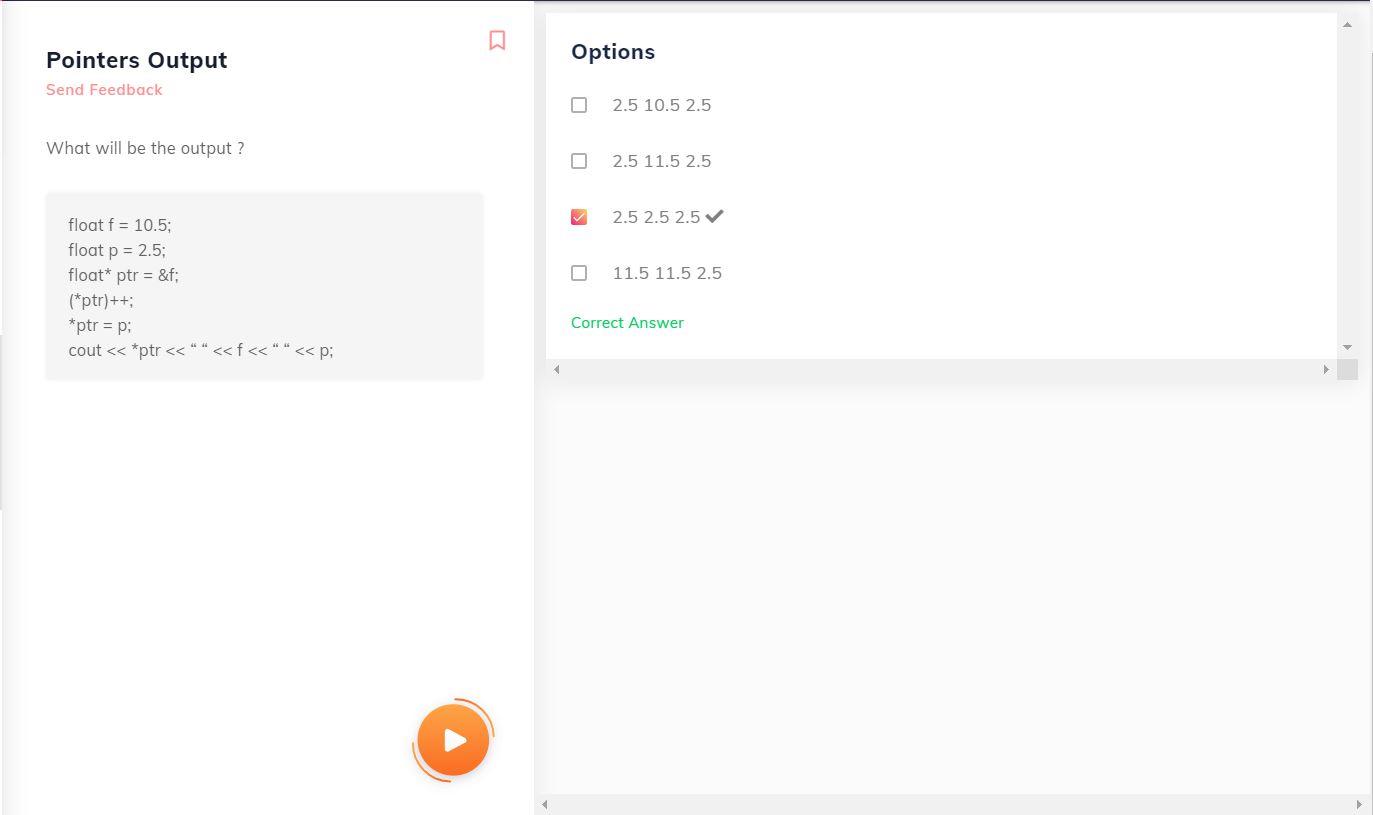 Pointers Output
Send Feedback
What will be the output ?
float f = 10.5;
float p = 2.5;
float* ptr = &f;
(*ptr)++;
*ptr = p;
cout << *ptr << “ “ << f << “ “ << p;
Options
2.5 10.5 2.5
2.5 11.5 2.5
2.5 2.5 2.5
11.5 11.5 2.5
Correct Answer